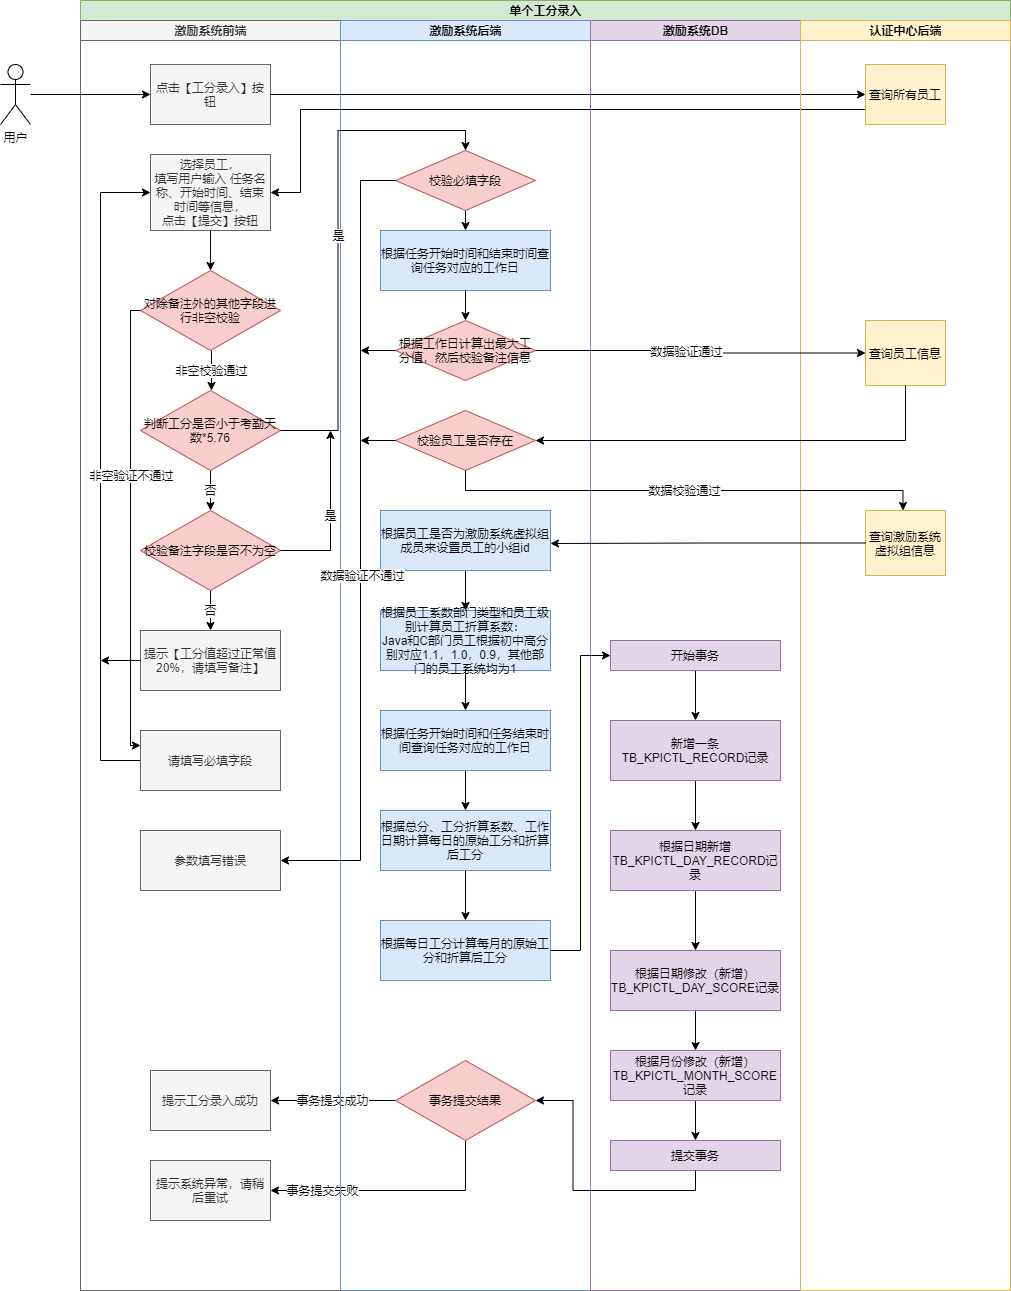 单个工分录入
激励系统前端
激励系统后端
激励系统DB
认证中心后端
用户
点击【工分录入】按
钮
查询所有员工
选择员工，
填写用户输入 任务名
称、开始时间、结束
时间等信息，
点击【提交】按钮
校验必填字段
是
根据任务开始时间和结束时间查
询任务对应的工作日
对除备注外的其他字段进
行非空校验
根据工作日计算出最大工
分值，然后校验备注信息
数据验证通过
查询员工信息
非空校验通过
判断工分是否小于考勤天
数*5.76
校验员工是否存在
非空验证不通过
否
数据校验通过
是
校验备注字段是否不为空
根据员工是否为激励系统虚拟组
成员来设置员工的小组id
查询激励系统
虚拟组信息
数据验证不通过
否
根据员工系数部门类型和员工级
别计算员工折算系数：
Java和C部门员工根据初中高分
别对应1.1，1.0，0.9，其他部
门的员工系统均为1
提示【工分值超过正常值
20%，请填写备注】
开始事务
请填写必填字段
根据任务开始时间和任务结束时
间查询任务对应的工作日
新增一条
TB_KPICTL_RECORD记录
参数填写错误
根据总分、工分折算系数、工作
日期计算每日的原始工分和折算
后工分
根据日期新增
TB_KPICTL_DAY_RECORD记
录
根据每日工分计算每月的原始工
分和折算后工分
根据日期修改（新增）
TB_KPICTL_DAY_SCORE记录
根据月份修改（新增）
TB_KPICTL_MONTH_SCORE
记录
提示工分录入成功
事务提交成功
事务提交结果
提交事务
提示系统异常，请稍
后重试
事务提交失败